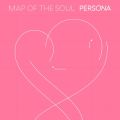 MAP OF THE SOUL PERSONA